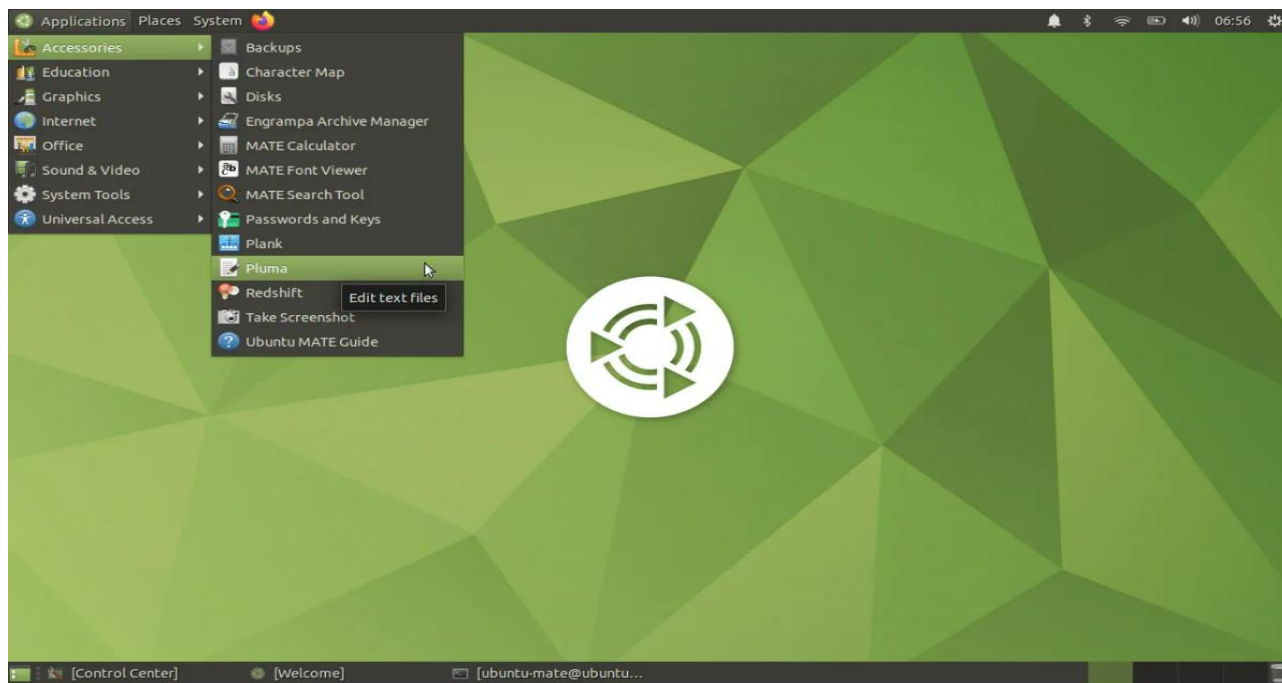 Applications Places System 06:56
Accessories
Education
Graphics
Internet
Office
Sound & Video
System Tools
Universal Access
Backups
Character Map
Disks
Engrampa Archive Manager
MATE Calculator
MATE Font Viewer
MATE Search Tool
Passwords and Keys
Plank
Pluma
Redshift
Edit text files
Take Screenshot
Ubuntu MATE Guide
[Control Center] [Welcome] [ubuntu-mate@ubuntu...